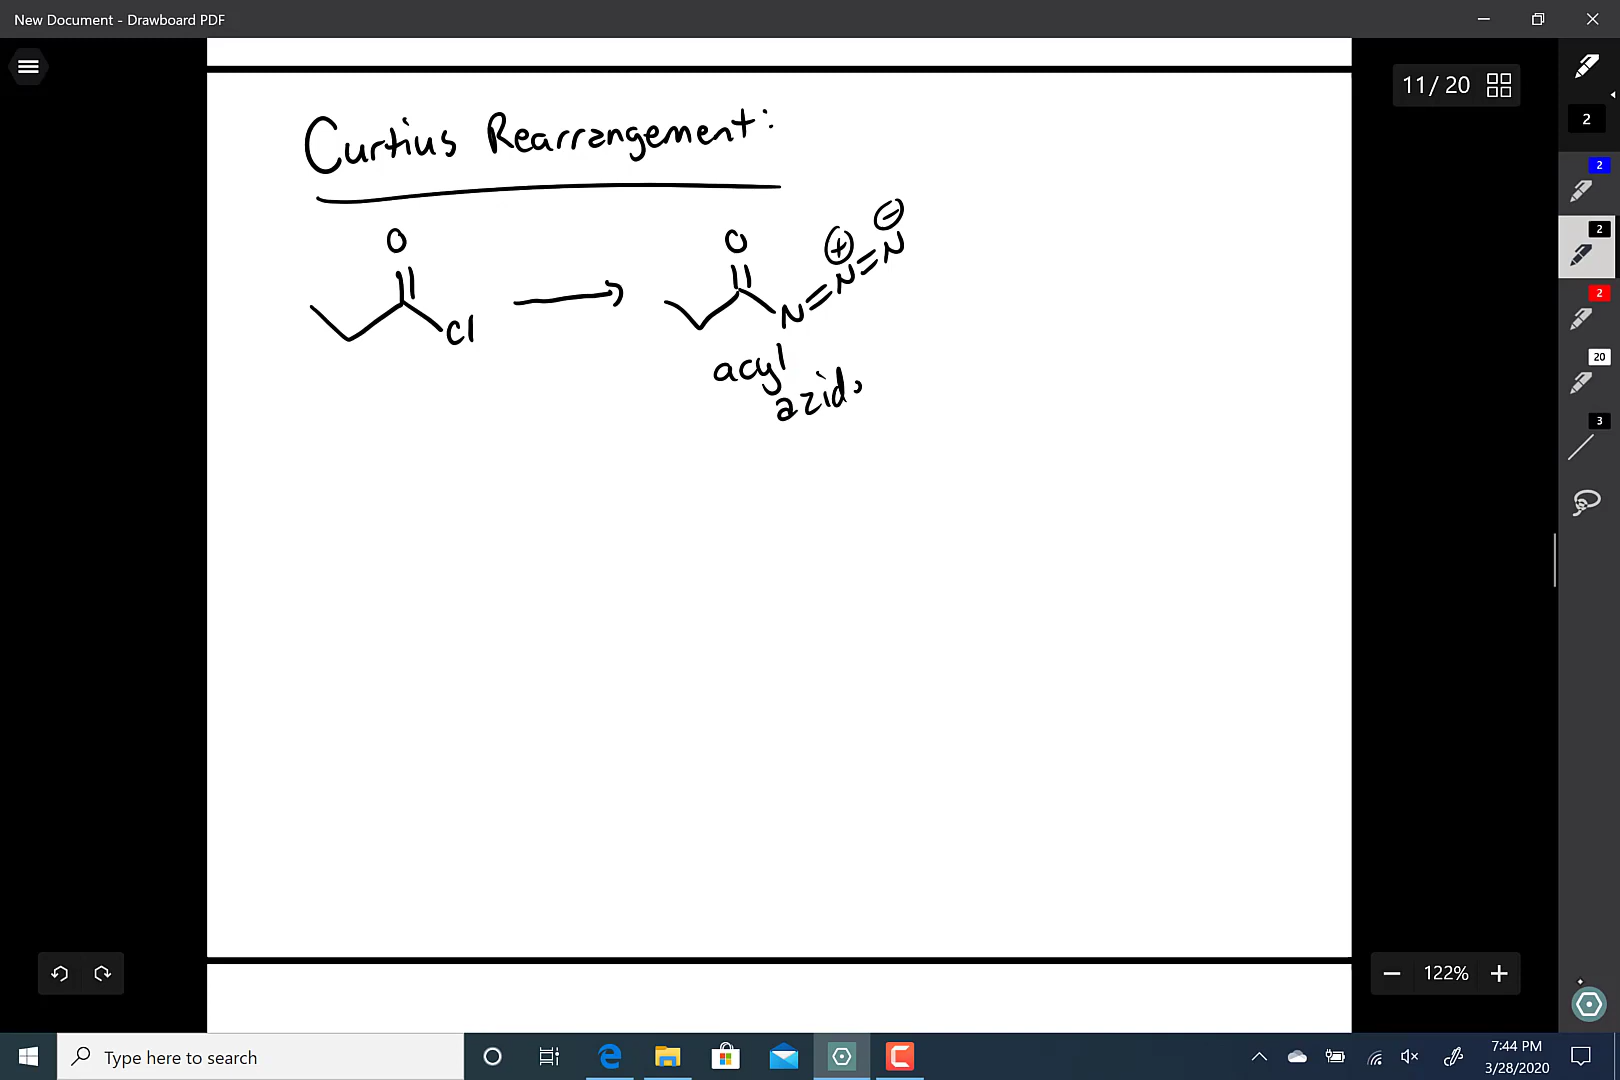 New Document - Drawboard PDF
11/ 20
2
2
2
2
20
3
Curtius Rearrangement:
O
Cl
O
N
⊕
N
⊖
N
acyl
azid
122%
Type here to search
7:44 PM
3/28/2020